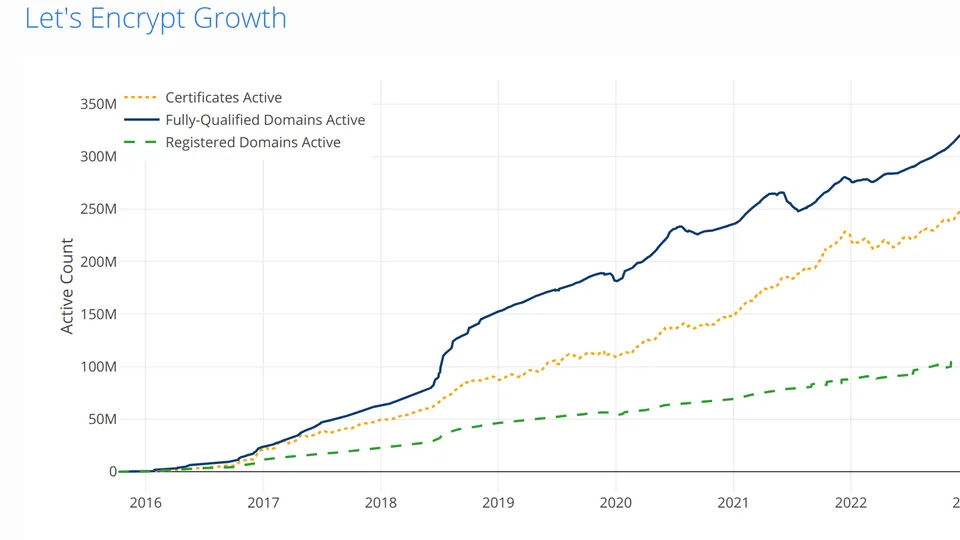 Let's Encrypt Growth
Certificates Active
Fully-Qualified Domains Active
Registered Domains Active
Active Count
350M
300M
250M
200M
150M
100M
50M
0
2016 2017 2018 2019 2020 2021 2022 2